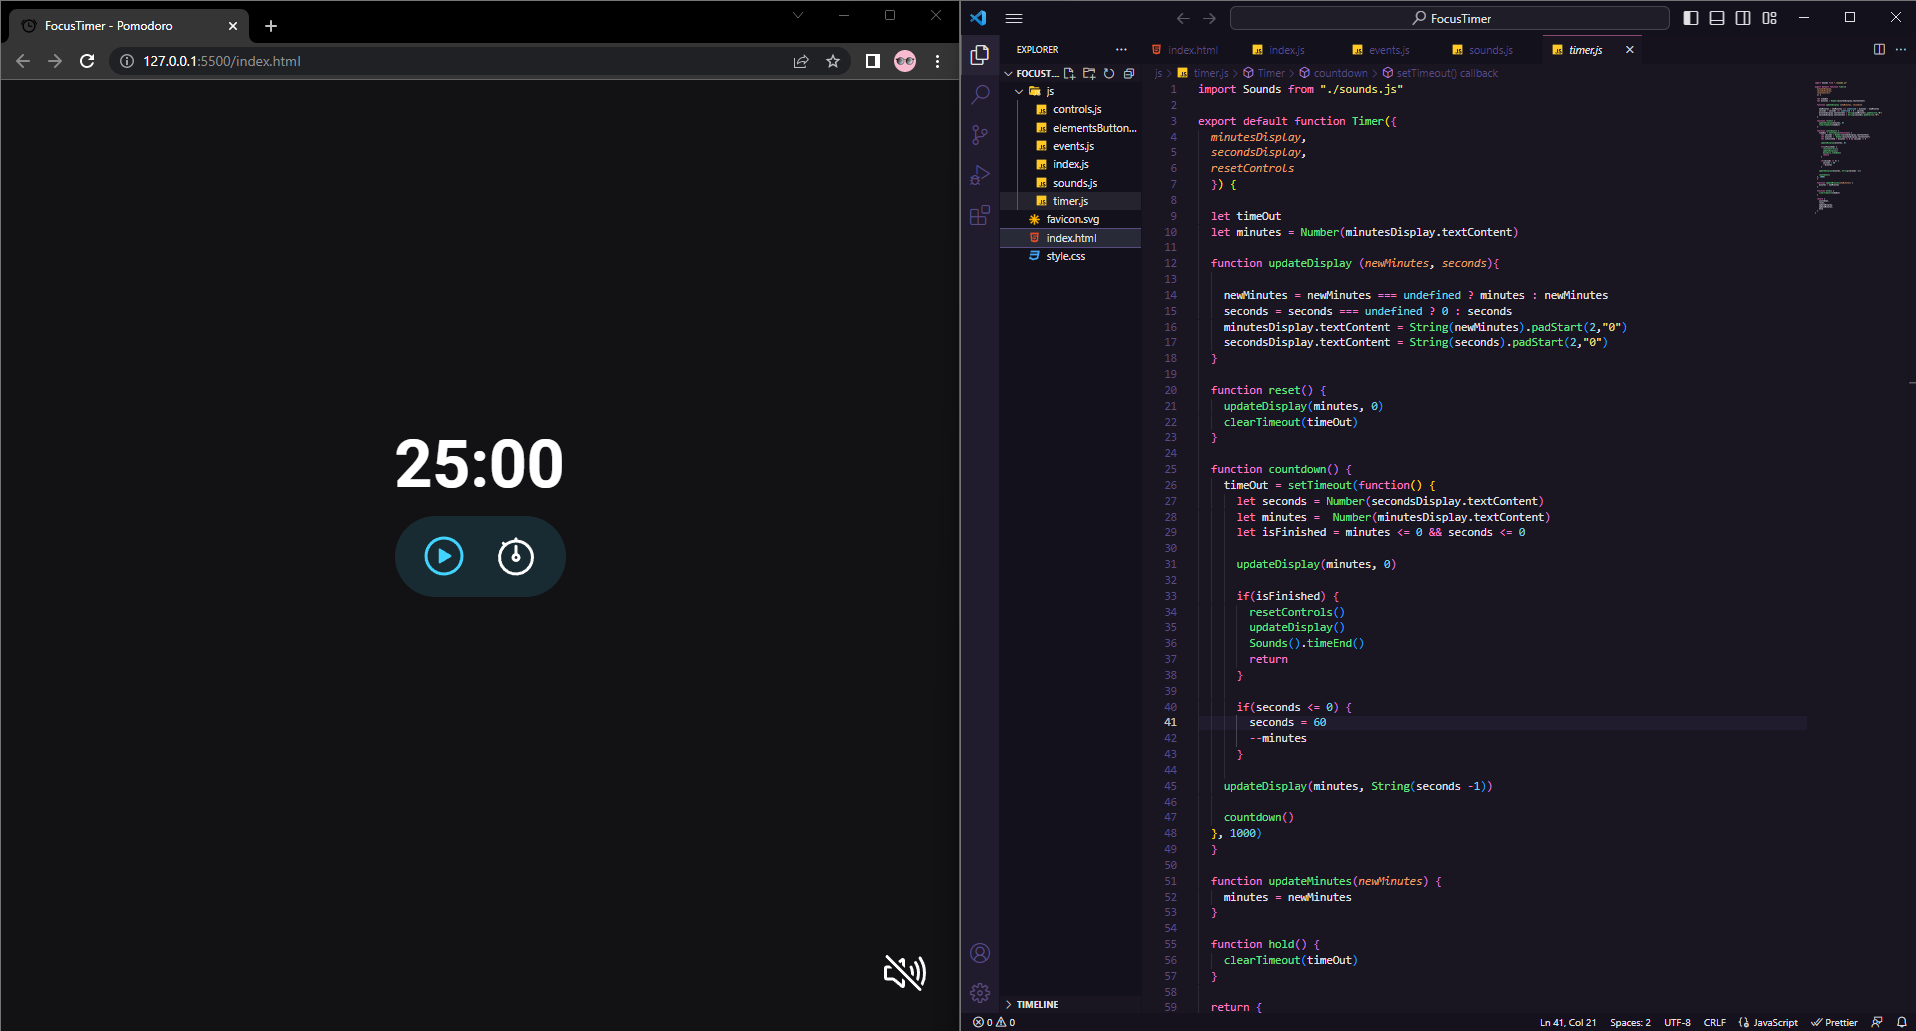 FocusTimer - Pomodoro
127.0.0.1:5500/index.html
25:00
FocusTimer
EXPLORER
FOCUST...
js
controls.js
elementsButton...
events.js
index.js
sounds.js
timer.js
favicon.svg
index.html
style.css
TIMELINE
index.html
index.js
events.js
sounds.js
timer.js
js > timer.js > Timer > countdown > setTimeout() callback
1 import Sounds from "./sounds.js"
2
3 export default function Timer({
4 minutesDisplay,
5 secondsDisplay,
6 resetControls
7 }) {
8
9 let timeOut
10 let minutes = Number(minutesDisplay.textContent)
11
12 function updateDisplay (newMinutes, seconds){
13
14 newMinutes = newMinutes === undefined ? minutes : newMinutes
15 seconds = seconds === undefined ? 0 : seconds
16 minutesDisplay.textContent = String(newMinutes).padStart(2,"0")
17 secondsDisplay.textContent = String(seconds).padStart(2,"0")
18 }
19
20 function reset() {
21 updateDisplay(minutes, 0)
22 clearTimeout(timeOut)
23 }
24
25 function countdown() {
26 timeOut = setTimeout(function() {
27 let seconds = Number(secondsDisplay.textContent)
28 let minutes =  Number(minutesDisplay.textContent)
29 let isFinished = minutes <= 0 && seconds <= 0
30
31 updateDisplay(minutes, 0)
32
33 if(isFinished) {
34 resetControls()
35 updateDisplay()
36 Sounds().timeEnd()
37 return
38 }
39
40 if(seconds <= 0) {
41 seconds = 60
42 --minutes
43 }
44
45 updateDisplay(minutes, String(seconds -1))
46
47 countdown()
48 }, 1000)
49 }
50
51 function updateMinutes(newMinutes) {
52 minutes = newMinutes
53 }
54
55 function hold() {
56 clearTimeout(timeOut)
57 }
58
59 return {
0 0
Ln 41, Col 21 Spaces: 2 UTF-8 CRLF {} JavaScript Prettier